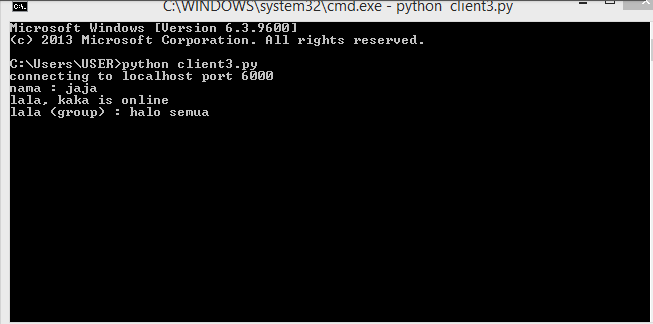 C:\WINDOWS\system32\cmd.exe - python client3.py
Microsoft Windows [Version 6.3.9600]
(c) 2013 Microsoft Corporation. All rights reserved.
C:\Users\USER>python client3.py
connecting to localhost port 6000
nama : jaja
lala, kaka is online
lala (group) : halo semua